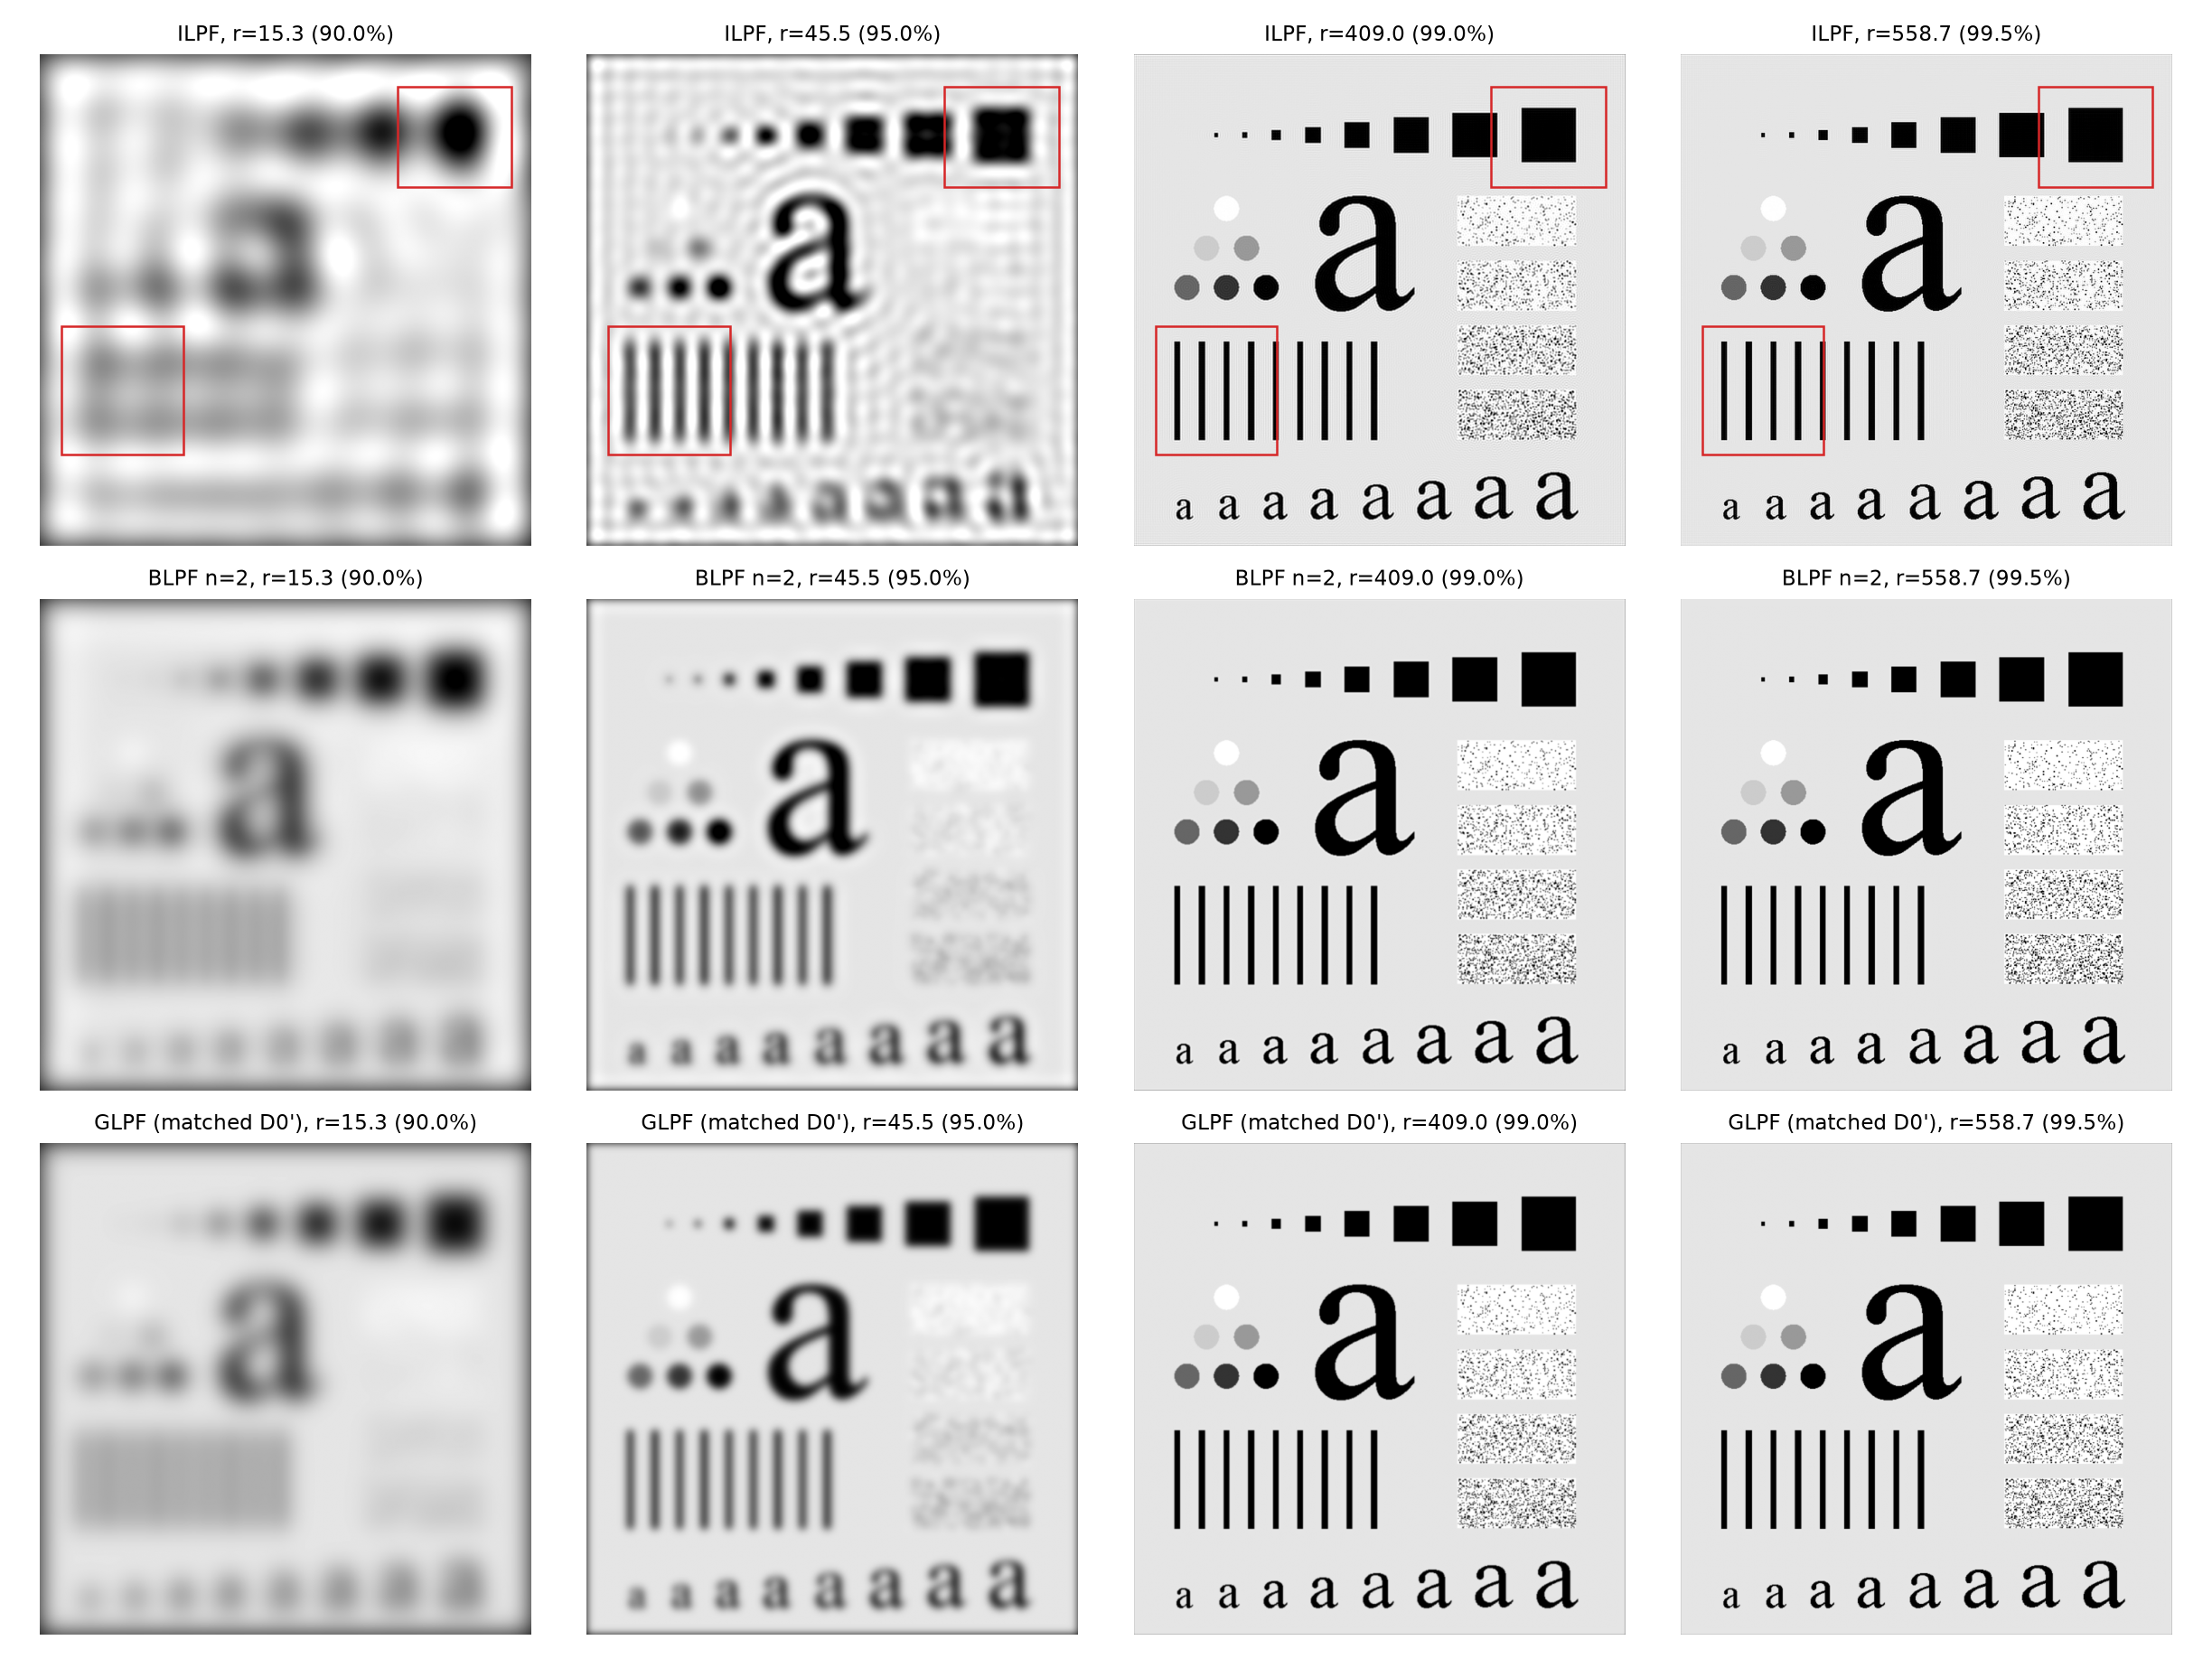 ILPF, r=15.3 (90.0%) ILPF, r=45.5 (95.0%) ILPF, r=409.0 (99.0%) ILPF, r=558.7 (99.5%)
a a a a
a a a a a a a a a a a a a a a a a a a a a a a a
BLPF n=2, r=15.3 (90.0%) BLPF n=2, r=45.5 (95.0%) BLPF n=2, r=409.0 (99.0%) BLPF n=2, r=558.7 (99.5%)
a a a a
a a a a a a a a a a a a a a a a a a a a a a a a a a a a a a a a
GLPF (matched D0'), r=15.3 (90.0%) GLPF (matched D0'), r=45.5 (95.0%) GLPF (matched D0'), r=409.0 (99.0%) GLPF (matched D0'), r=558.7 (99.5%)
a a a a
a a a a a a a a a a a a a a a a a a a a a a a a a a a a a a a a